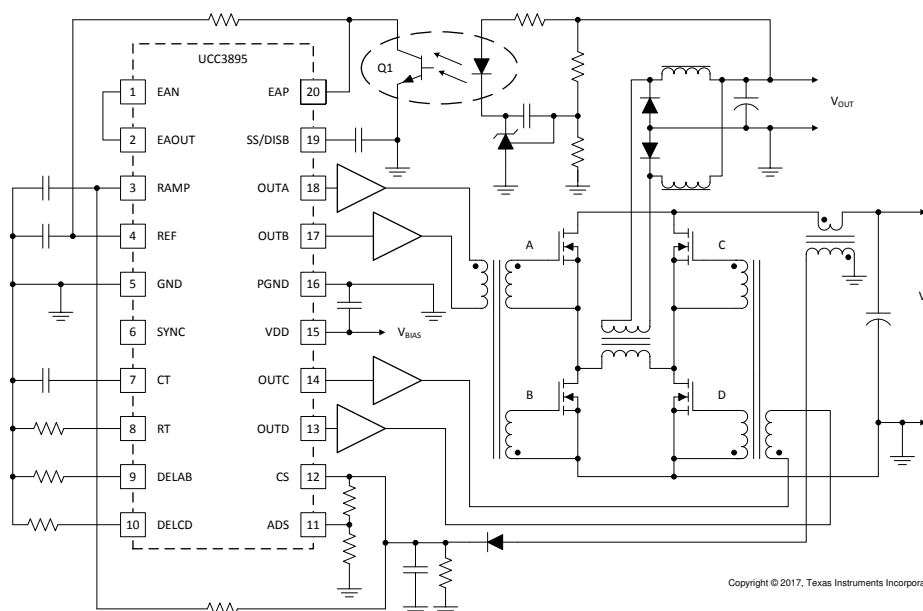 UCC3895
Q1
1 EAN
EAP 20
2 EAOUT
SS/DISB 19
3 RAMP
OUTA 18
4 REF
OUTB 17
5 GND
PGND 16
6 SYNC
VDD 15
7 CT
OUTC 14
8 RT
OUTD 13
9 DELAB
CS 12
10 DELCD
ADS 11
VBIAS
VOUT
A
C
B
D
V
Copyright © 2017, Texas Instruments Incorpora